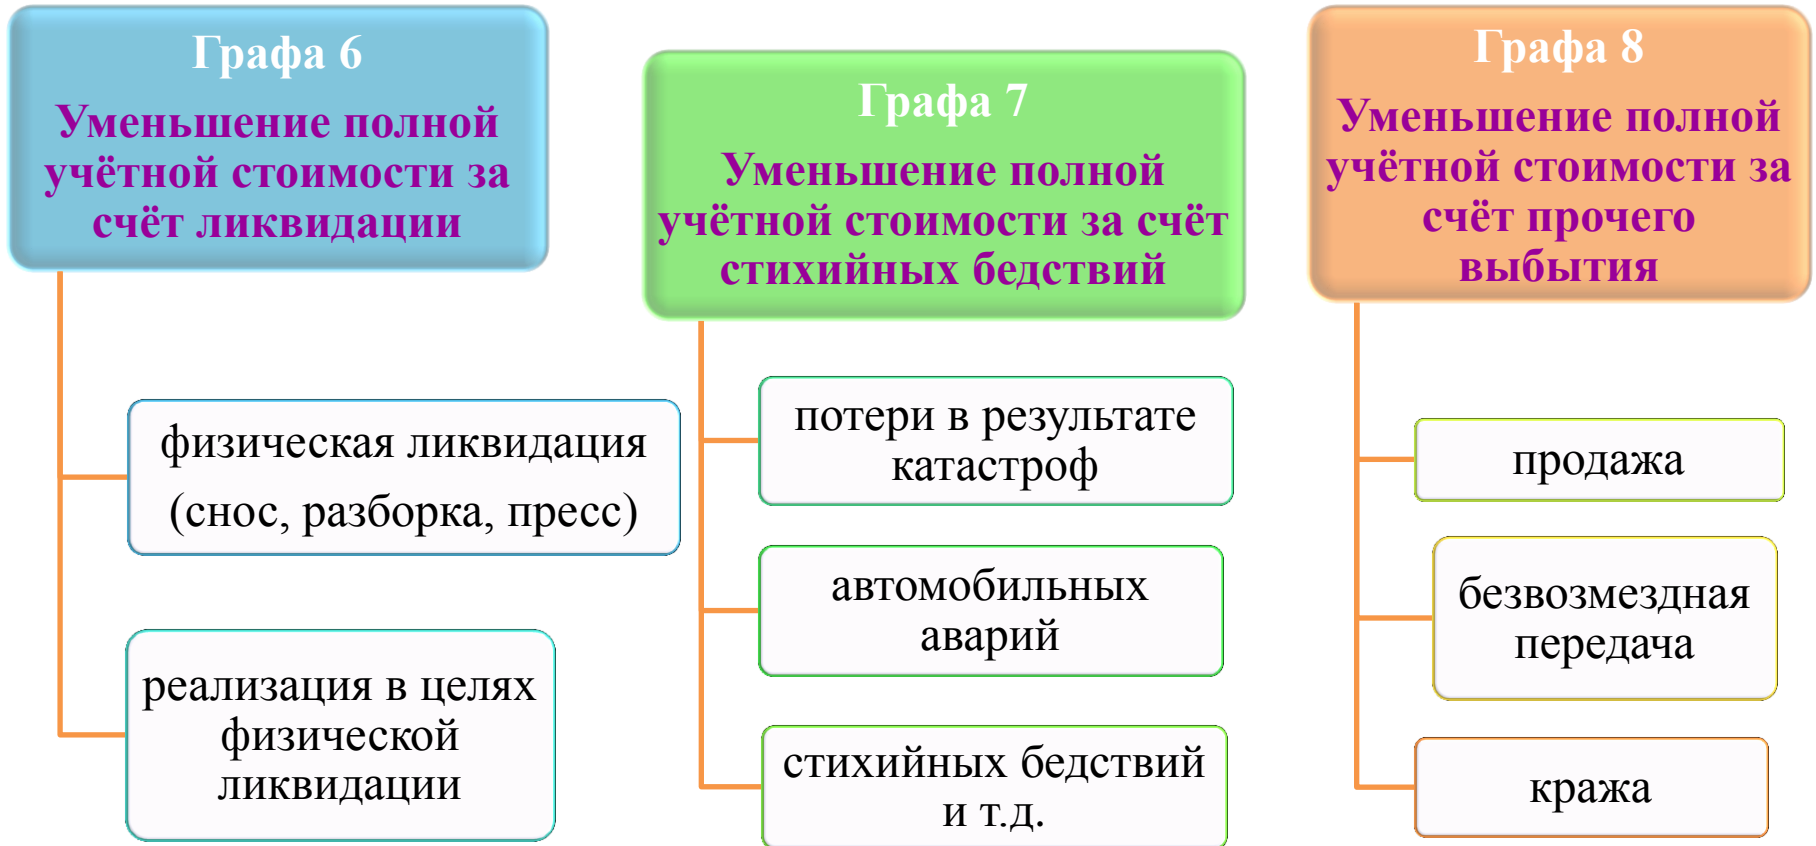 Графа 6
Уменьшение полной
учётной стоимости за
счёт ликвидации
физическая ликвидация
(снос, разборка, пресс)
реализация в целях
физической
ликвидации
Графа 7
Уменьшение полной
учётной стоимости за счёт
стихийных бедствий
потери в результате
катастроф
автомобильных
аварий
стихийных бедствий
и т.д.
Графа 8
Уменьшение полной
учётной стоимости за
счёт прочего
выбытия
продажа
безвозмездная
передача
кража